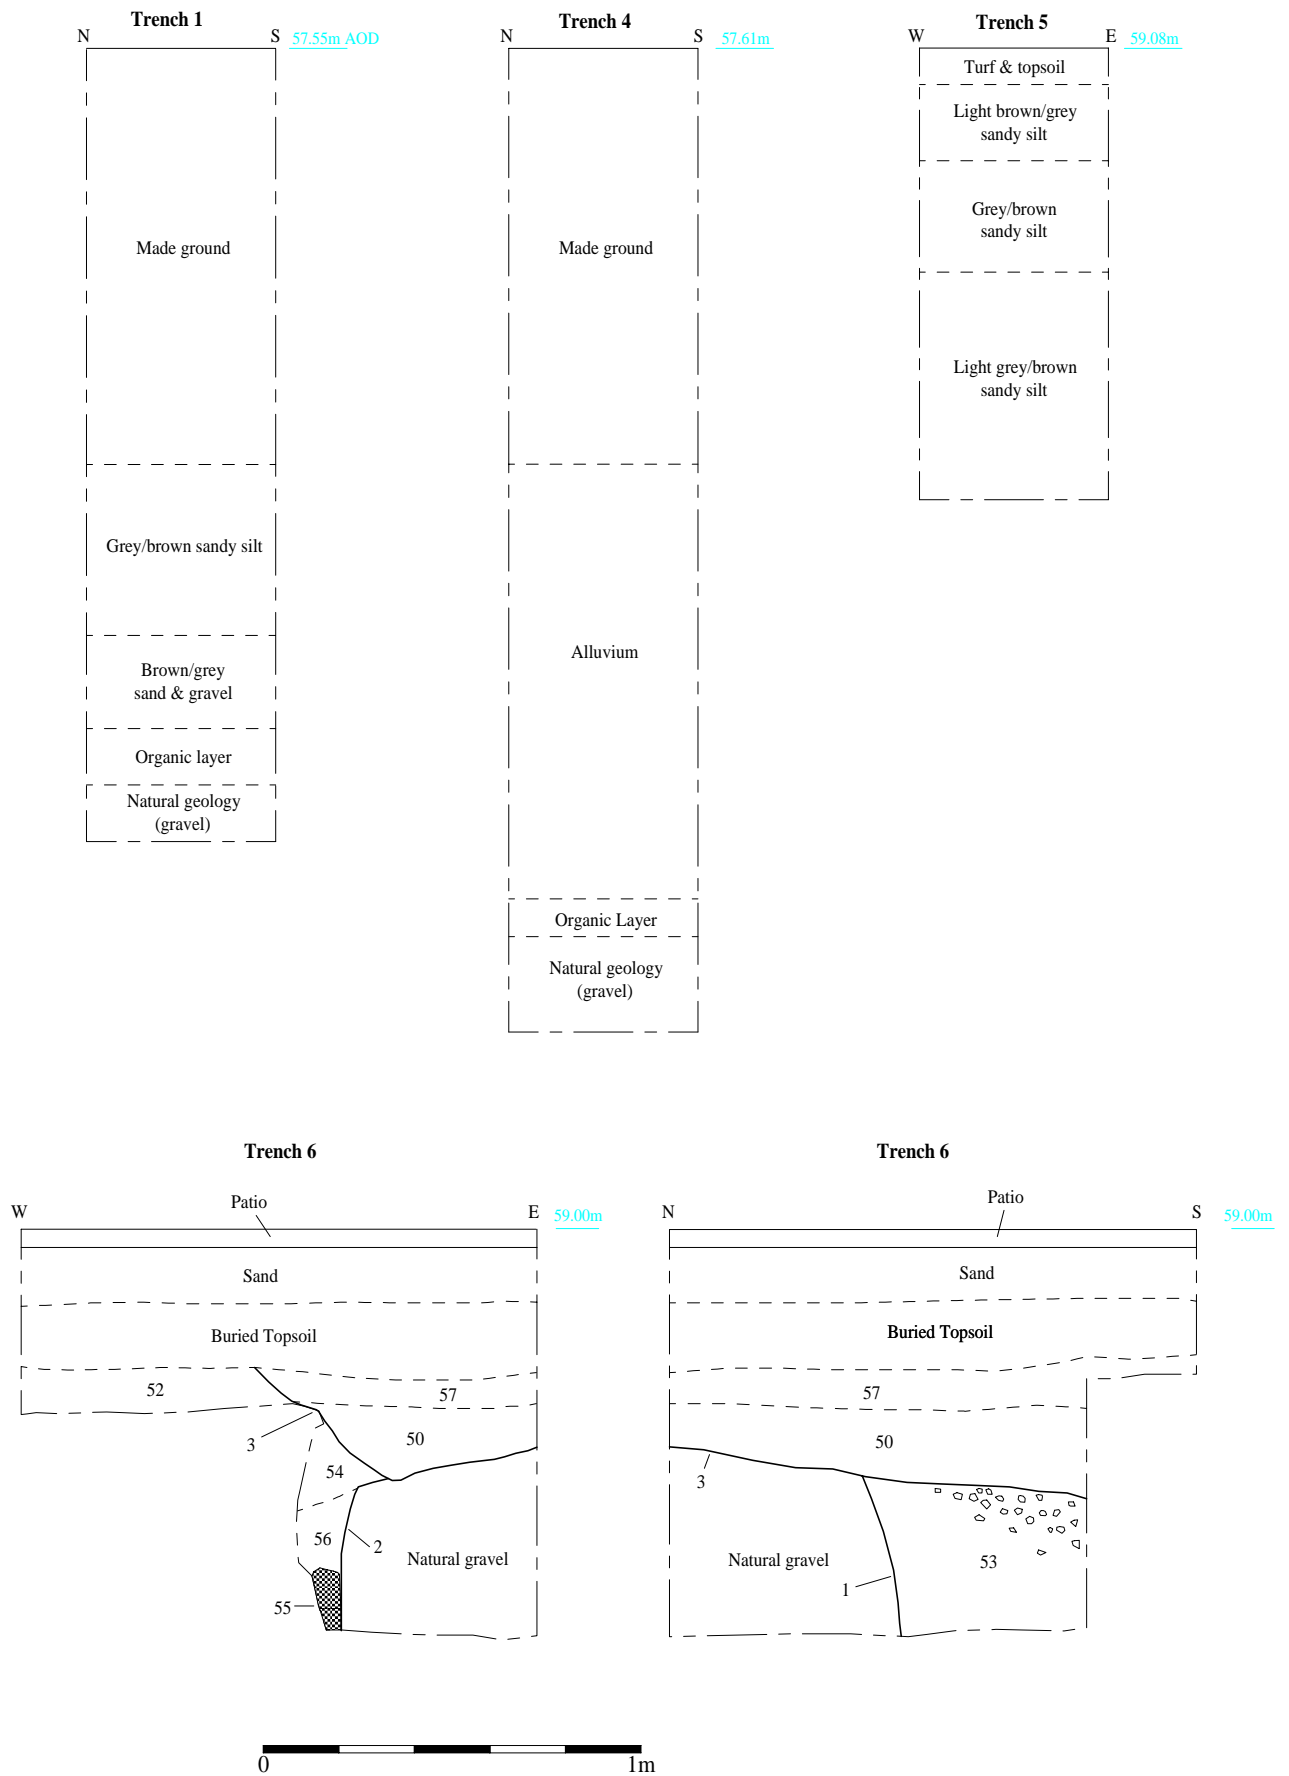 Trench 1
N S 57.55m AOD
Made ground
Grey/brown sandy silt
Brown/grey
sand & gravel
Organic layer
Natural geology
(gravel)
Trench 4
N S 57.61m
Made ground
Alluvium
Organic Layer
Natural geology
(gravel)
Trench 5
W E 59.08m
Turf & topsoil
Light brown/grey
sandy silt
Grey/brown
sandy silt
Light grey/brown
sandy silt
Trench 6
Patio
W E 59.00m
Sand
Buried Topsoil
52
57
3
50
54
56
2
Natural gravel
55
Trench 6
Patio
N S 59.00m
Sand
Buried Topsoil
57
50
3
Natural gravel
53
1
0 1m